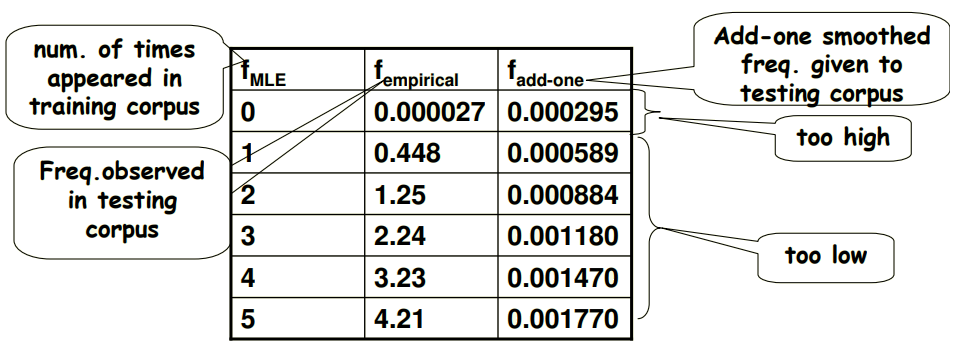 num. of times
appeared in
training corpus
Freq.observed
in testing
corpus
fMLE fempirical fadd-one
0 0.000027 0.000295
1 0.448 0.000589
2 1.25 0.000884
3 2.24 0.001180
4 3.23 0.001470
5 4.21 0.001770
Add-one smoothed
freq. given to
testing corpus
too high
too low